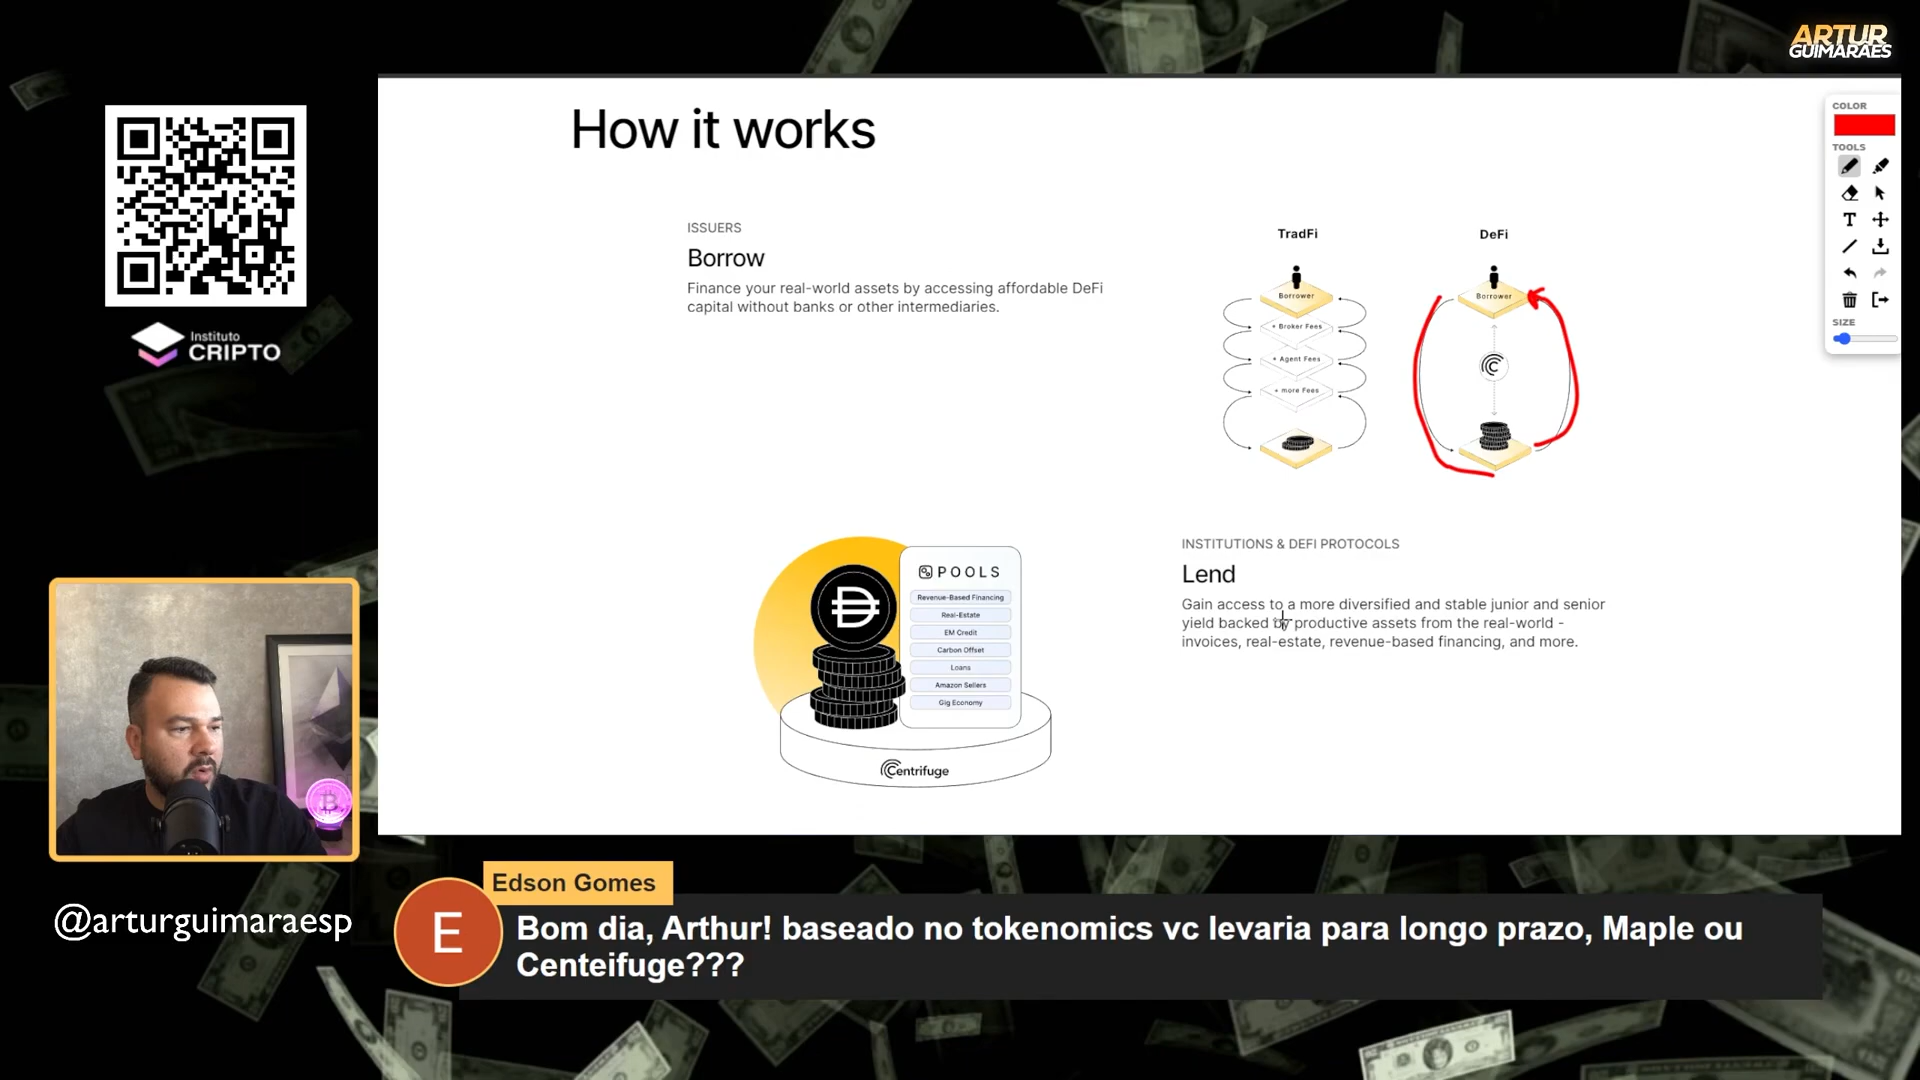 ARTUR
GUIMARÃES
How it works
COLOR
TOOLS
SIZE
ISSUERS
Borrow
Finance your real-world assets by accessing affordable DeFi
capital without banks or other intermediaries.
TradFi
Borrower
+ Broker Fees
+ Agent Fees
+ more Fees
DeFi
Borrower
Instituto
CRIPTO
POOLS
Revenue-Based Financing
Real-Estate
EM Credit
Carbon Offset
Loans
Amazon Sellers
Gig Economy
Centrifuge
INSTITUTIONS & DEFI PROTOCOLS
Lend
Gain access to a more diversified and stable junior and senior
yield backed by productive assets from the real-world -
invoices, real-estate, revenue-based financing, and more.
@arturguimaraesp
E
Edson Gomes
Bom dia, Arthur! baseado no tokenomics vc levaria para longo prazo, Maple ou
Centeifuge???